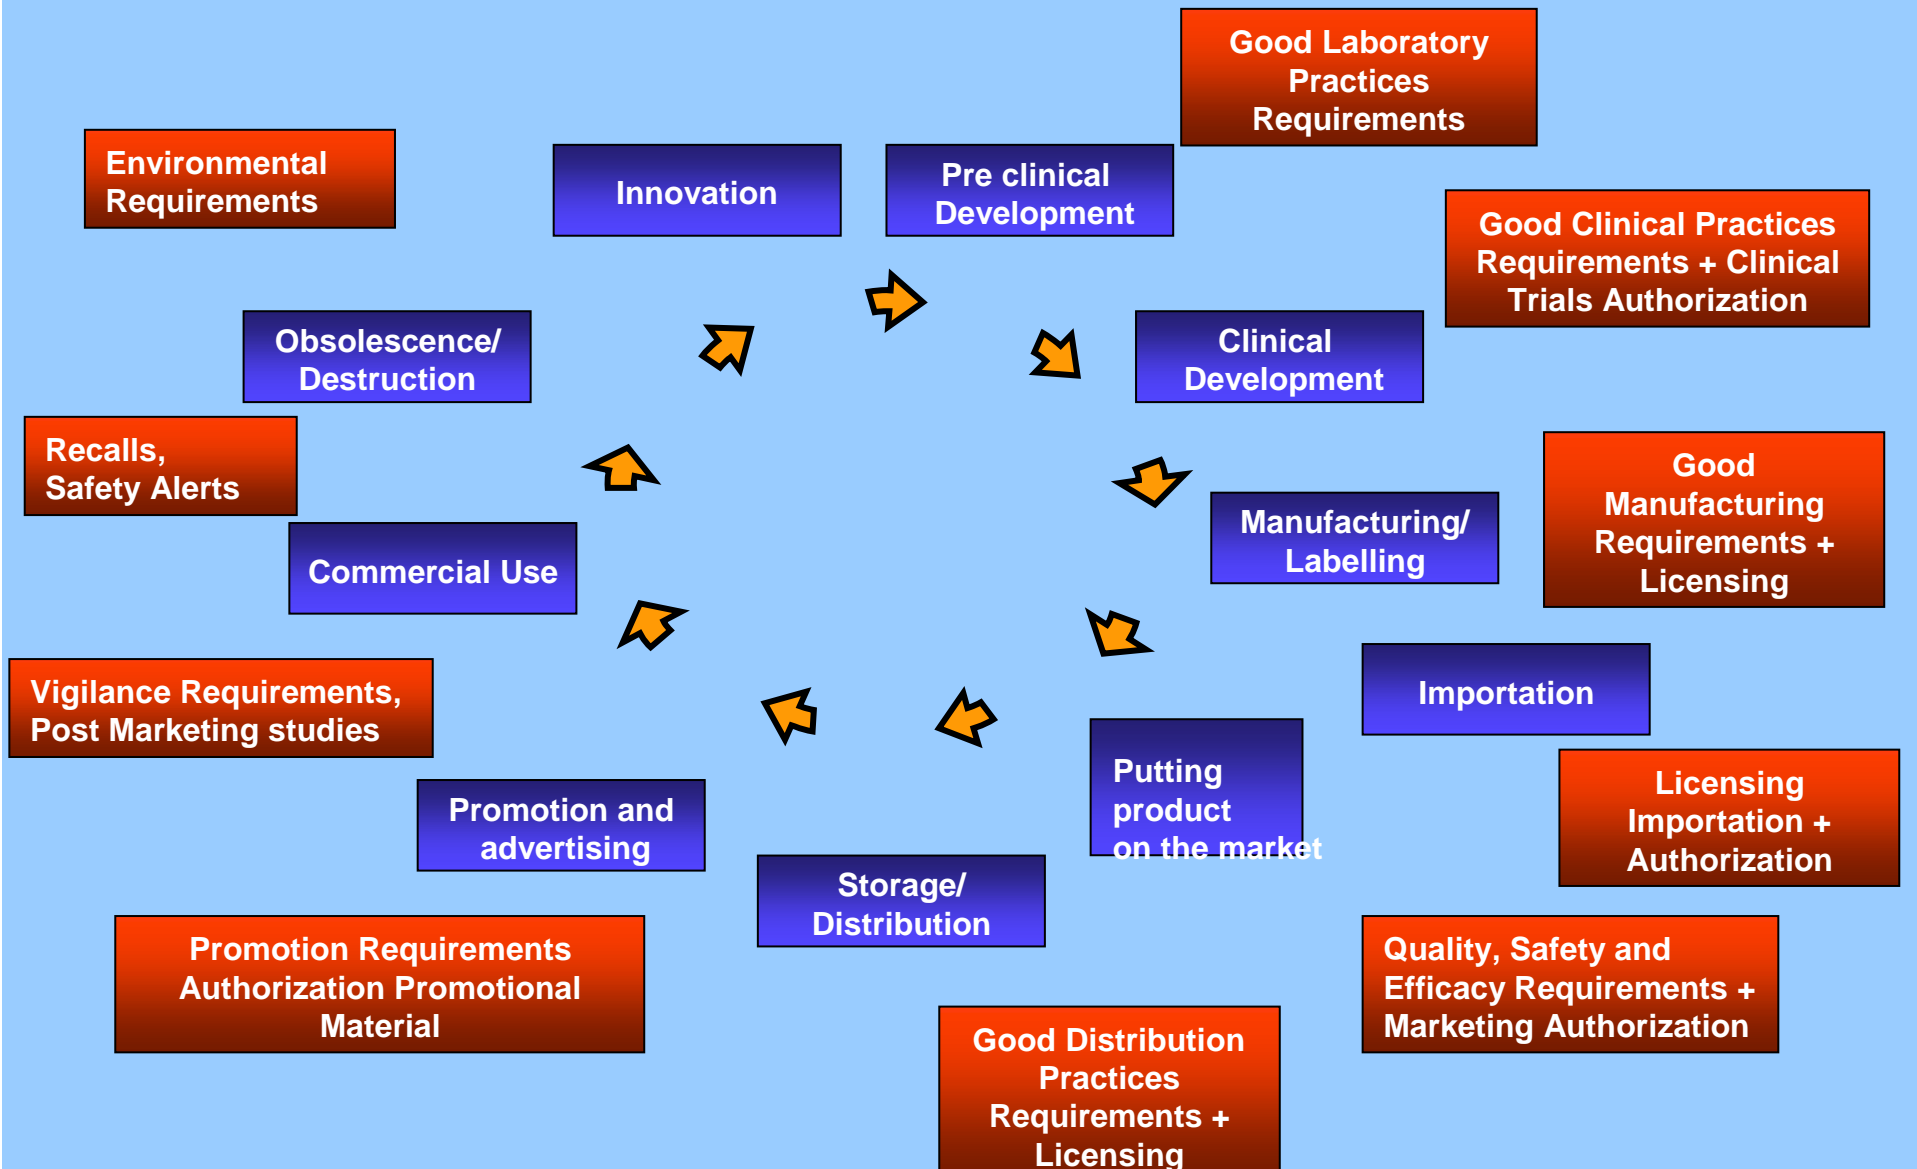 Good Laboratory
Practices
Requirements
Environmental
Requirements
Innovation
Pre clinical
Development
Good Clinical Practices
Requirements + Clinical
Trials Authorization
Obsolescence/
Destruction
Clinical
Development
Recalls,
Safety Alerts
Good
Manufacturing
Requirements +
Licensing
Commercial Use
Manufacturing/
Labelling
Vigilance Requirements,
Post Marketing studies
Importation
Putting
product
on the market
Licensing
Importation +
Authorization
Promotion and
advertising
Storage/
Distribution
Promotion Requirements
Authorization Promotional
Material
Quality, Safety and
Efficacy Requirements +
Marketing Authorization
Good Distribution
Practices
Requirements +
Licensing